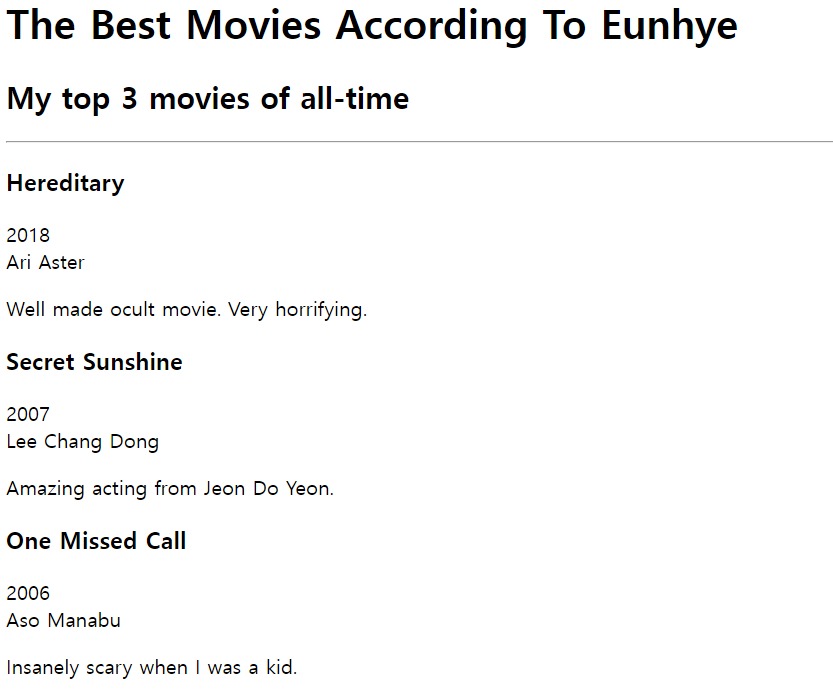 The Best Movies According To Eunhye
My top 3 movies of all-time
Hereditary
2018
Ari Aster
Well made ocult movie. Very horrifying.
Secret Sunshine
2007
Lee Chang Dong
Amazing acting from Jeon Do Yeon.
One Missed Call
2006
Aso Manabu
Insanely scary when I was a kid.